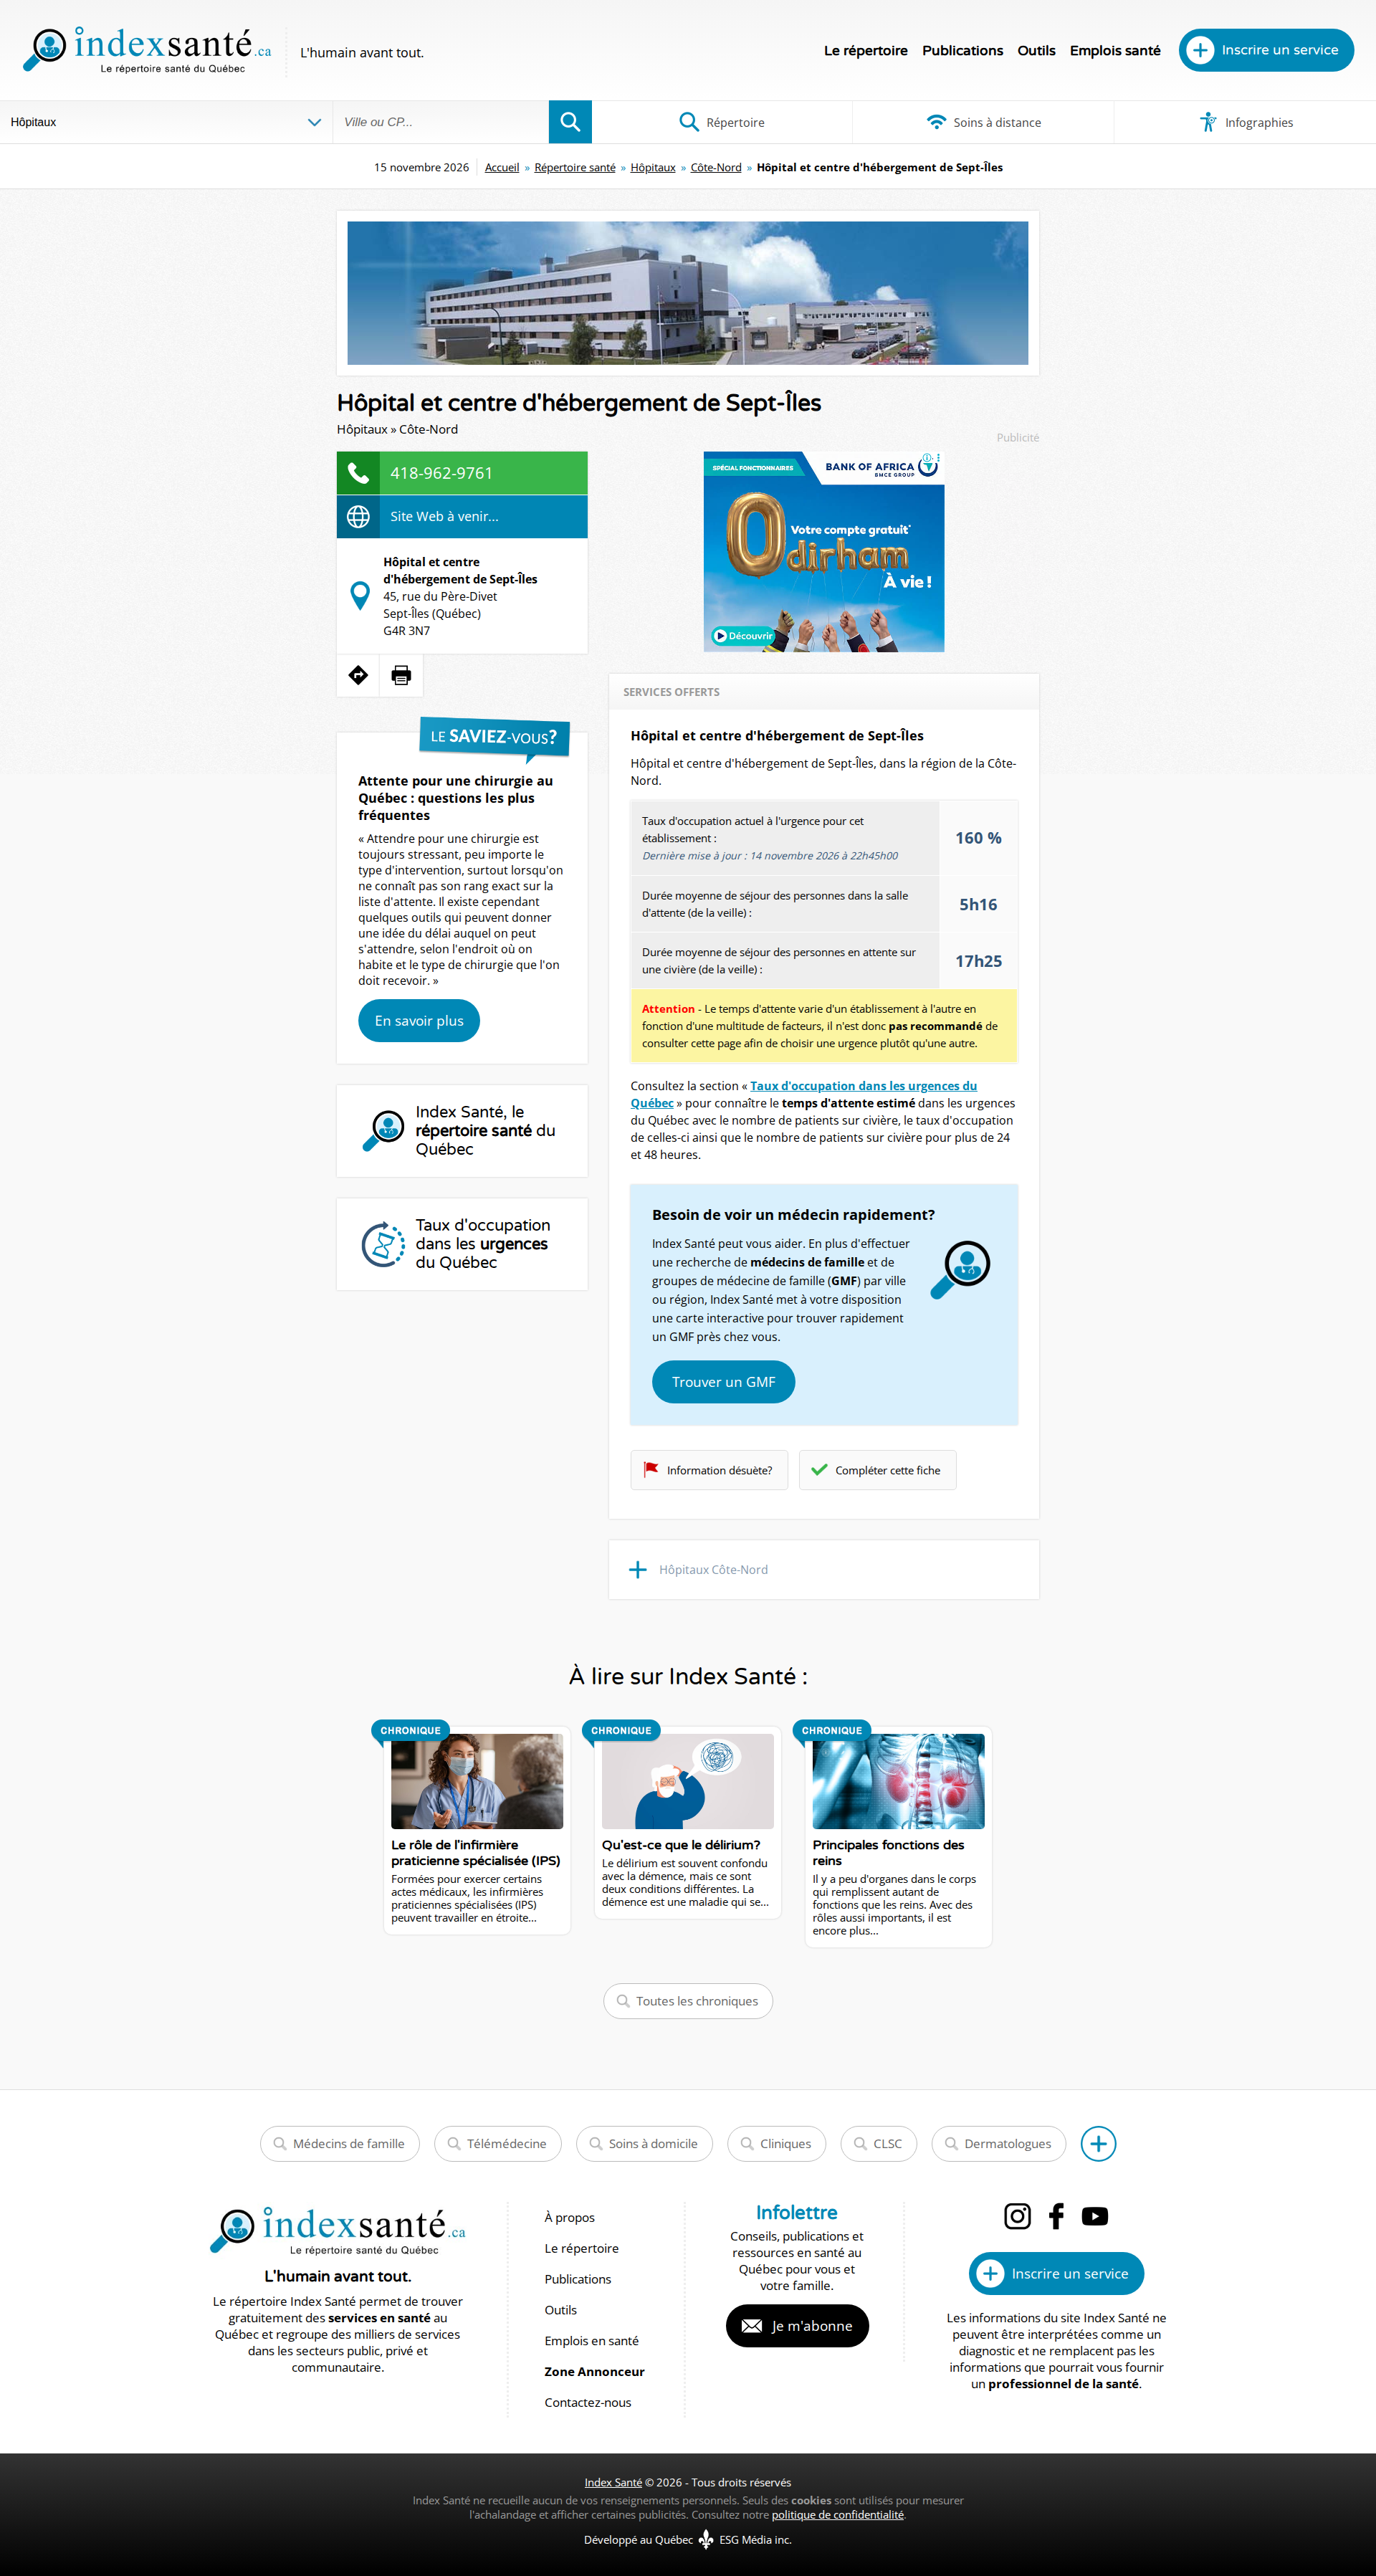 indexsanté.ca
Le répertoire santé du Québec
L'humain avant tout.
Le répertoire
Publications
Outils
Emplois santé
Inscrire un service
Hôpitaux
Ville ou CP...
Répertoire
Soins à distance
Infographies
15 novembre 2026
Accueil » Répertoire santé » Hôpitaux » Côte-Nord » Hôpital et centre d'hébergement de Sept-Îles
Hôpital et centre d'hébergement de Sept-Îles
Hôpitaux » Côte-Nord
Publicité
418-962-9761
Site Web à venir...
Hôpital et centre
d'hébergement de Sept-Îles
45, rue du Père-Divet
Sept-Îles (Québec)
G4R 3N7
SPÉCIAL FONCTIONNAIRES
BANK OF AFRICA
BMCE GROUP
Votre compte gratuit*
0 dirham
À vie !
Découvrir
LE SAVIEZ-VOUS?
Attente pour une chirurgie au
Québec : questions les plus
fréquentes
« Attendre pour une chirurgie est
toujours stressant, peu importe le
type d'intervention, surtout lorsqu'on
ne connaît pas son rang exact sur la
liste d'attente. Il existe cependant
quelques outils qui peuvent donner
une idée du délai auquel on peut
s'attendre, selon l'endroit où on
habite et le type de chirurgie que l'on
doit recevoir. »
En savoir plus
Index Santé, le
répertoire santé du
Québec
Taux d'occupation
dans les urgences
du Québec
SERVICES OFFERTS
Hôpital et centre d'hébergement de Sept-Îles
Hôpital et centre d'hébergement de Sept-Îles, dans la région de la Côte-
Nord.
Taux d'occupation actuel à l'urgence pour cet
établissement :
Dernière mise à jour : 14 novembre 2026 à 22h45h00
160 %
Durée moyenne de séjour des personnes dans la salle
d'attente (de la veille) :
5h16
Durée moyenne de séjour des personnes en attente sur
une civière (de la veille) :
17h25
Attention - Le temps d'attente varie d'un établissement à l'autre en
fonction d'une multitude de facteurs, il n'est donc pas recommandé de
consulter cette page afin de choisir une urgence plutôt qu'une autre.
Consultez la section « Taux d'occupation dans les urgences du
Québec » pour connaître le temps d'attente estimé dans les urgences
du Québec avec le nombre de patients sur civière, le taux d'occupation
de celles-ci ainsi que le nombre de patients sur civière pour plus de 24
et 48 heures.
Besoin de voir un médecin rapidement?
Index Santé peut vous aider. En plus d'effectuer
une recherche de médecins de famille et de
groupes de médecine de famille (GMF) par ville
ou région, Index Santé met à votre disposition
une carte interactive pour trouver rapidement
un GMF près chez vous.
Trouver un GMF
Information désuète?
Compléter cette fiche
Hôpitaux Côte-Nord
À lire sur Index Santé :
CHRONIQUE
Le rôle de l'infirmière
praticienne spécialisée (IPS)
Formées pour exercer certains
actes médicaux, les infirmières
praticiennes spécialisées (IPS)
peuvent travailler en étroite...
CHRONIQUE
Qu'est-ce que le délirium?
Le délirium est souvent confondu
avec la démence, mais ce sont
deux conditions différentes. La
démence est une maladie qui se...
CHRONIQUE
Principales fonctions des
reins
Il y a peu d'organes dans le corps
qui remplissent autant de
fonctions que les reins. Avec des
rôles aussi importants, il est
encore plus...
Toutes les chroniques
Médecins de famille
Télémédecine
Soins à domicile
Cliniques
CLSC
Dermatologues
indexsanté.ca
Le répertoire santé du Québec
L'humain avant tout.
Le répertoire Index Santé permet de trouver
gratuitement des services en santé au
Québec et regroupe des milliers de services
dans les secteurs public, privé et
communautaire.
À propos
Le répertoire
Publications
Outils
Emplois en santé
Zone Annonceur
Contactez-nous
Infolettre
Conseils, publications et
ressources en santé au
Québec pour vous et
votre famille.
Je m'abonne
Inscrire un service
Les informations du site Index Santé ne
peuvent être interprétées comme un
diagnostic et ne remplacent pas les
informations que pourrait vous fournir
un professionnel de la santé.
Index Santé © 2026 - Tous droits réservés
Index Santé ne recueille aucun de vos renseignements personnels. Seuls des cookies sont utilisés pour mesurer
l'achalandage et afficher certaines publicités. Consultez notre politique de confidentialité.
Développé au Québec ESG Média inc.